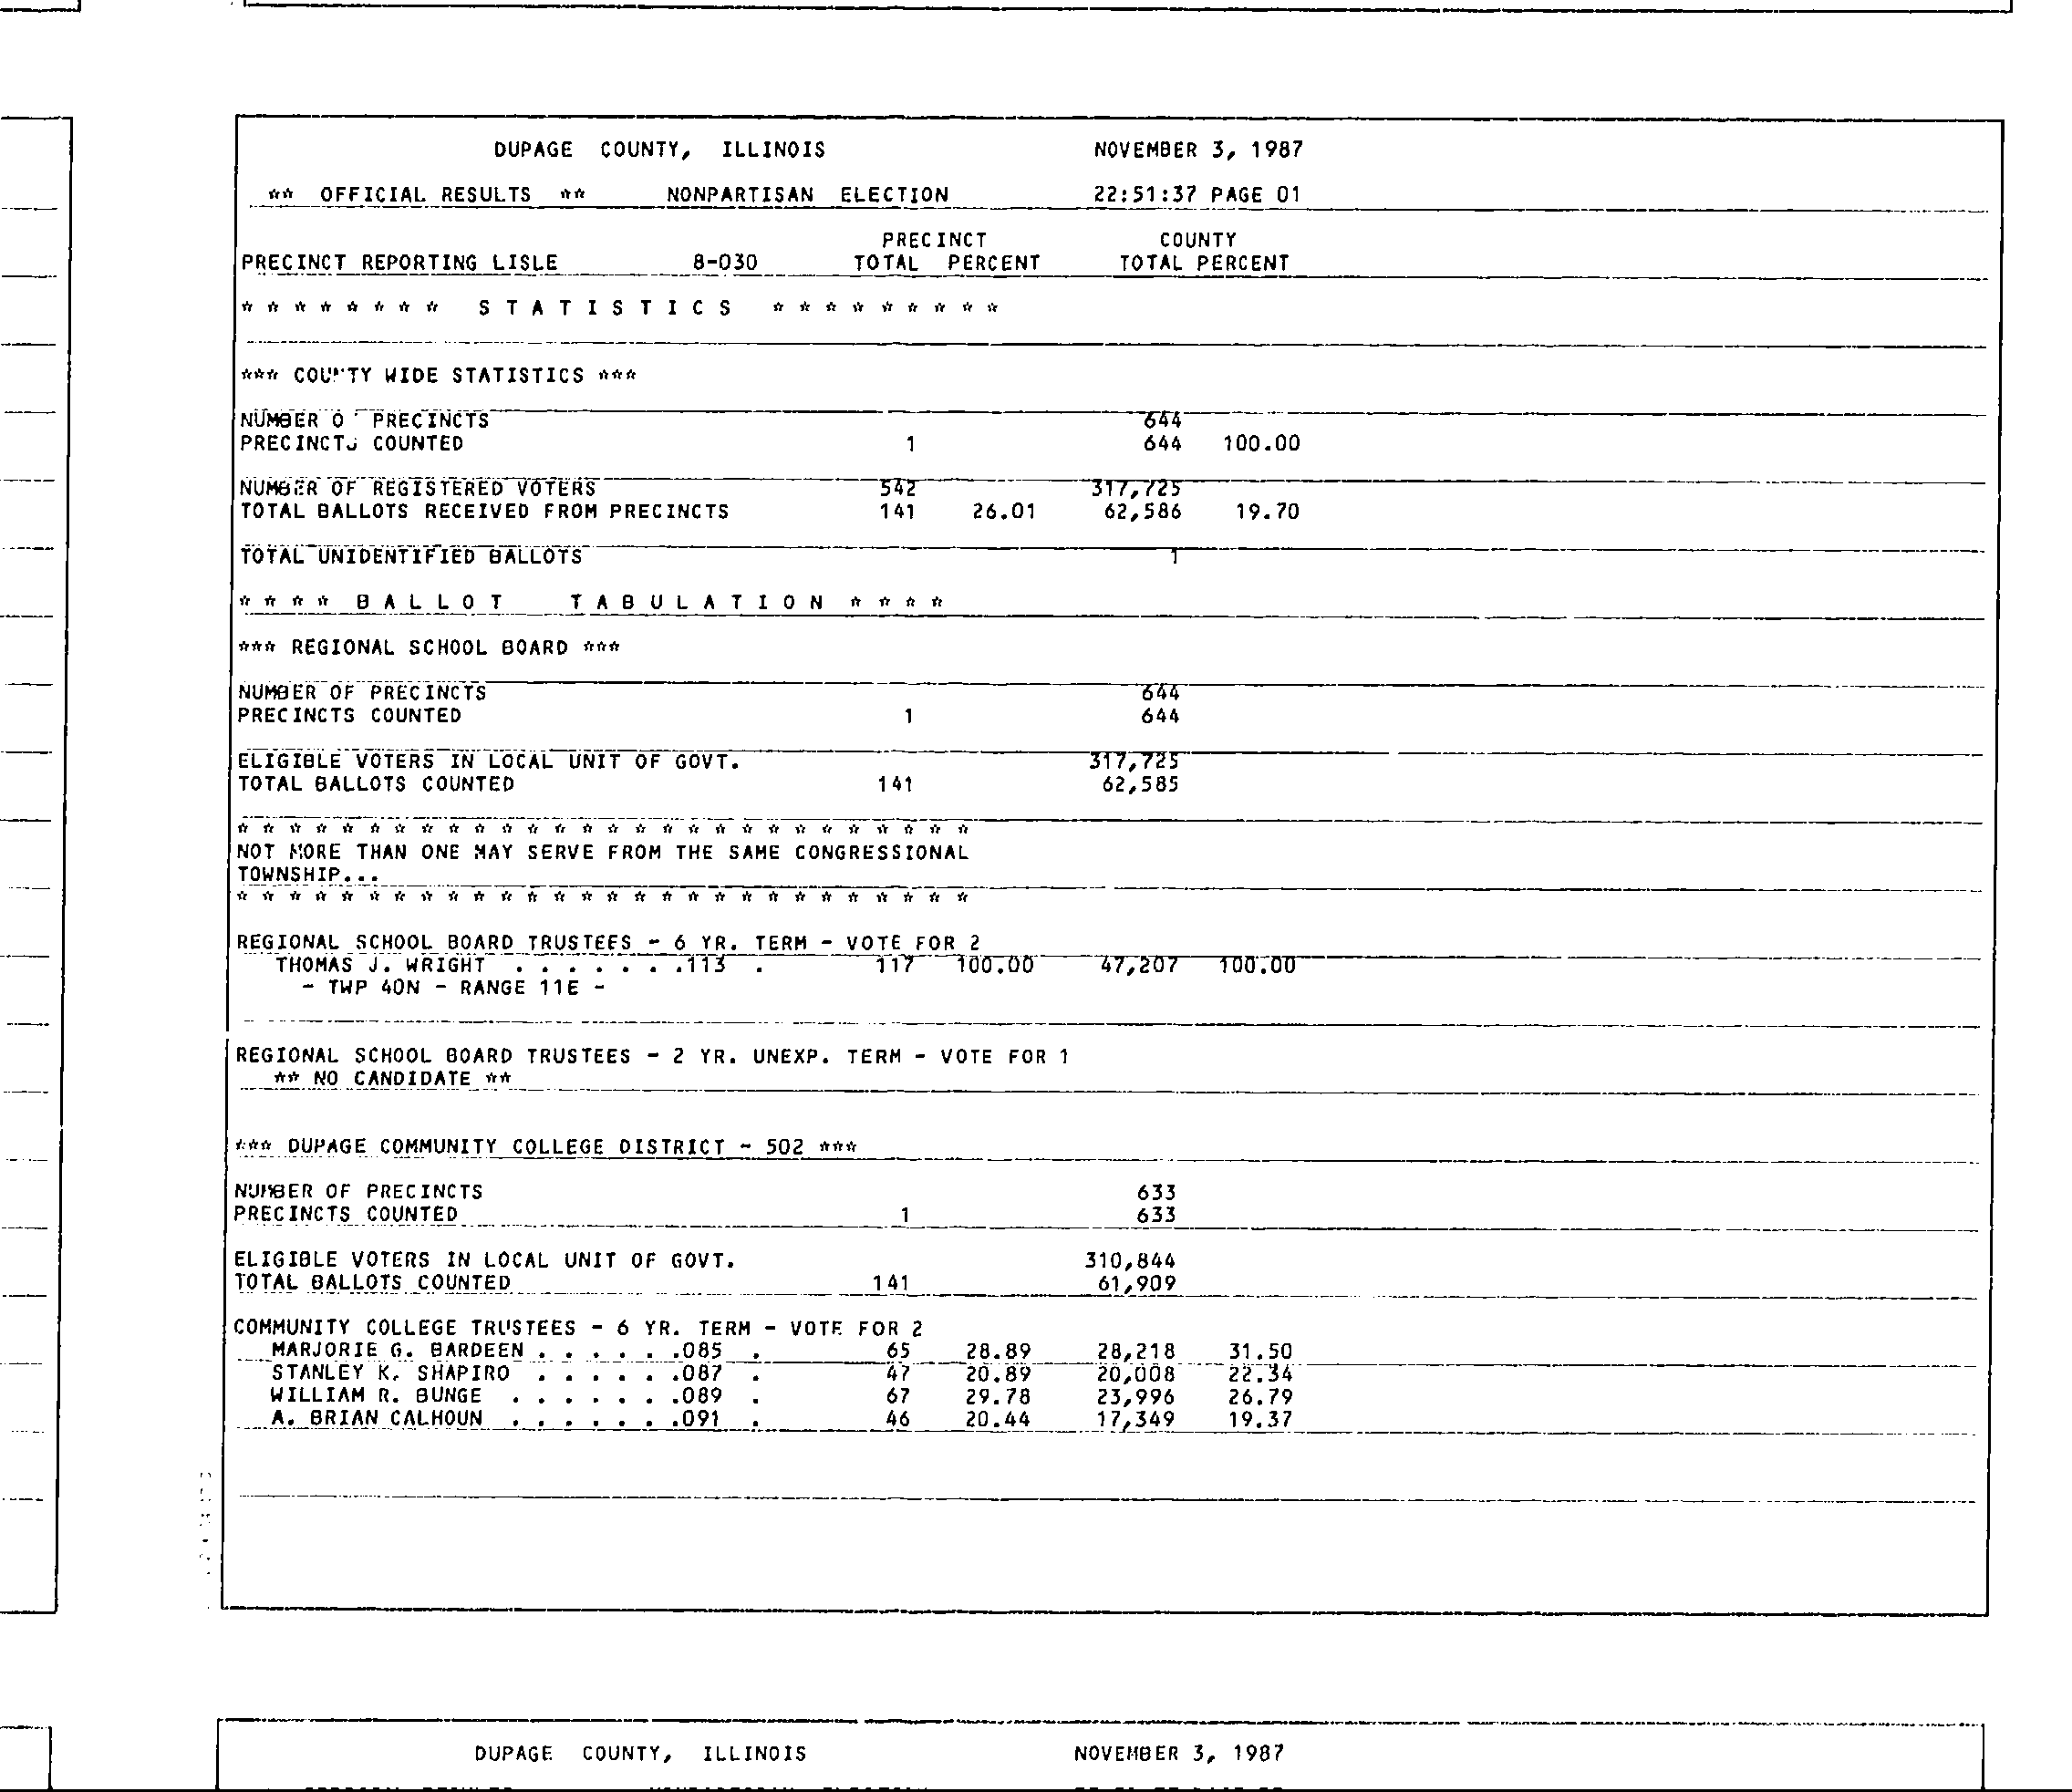 DUPAGE COUNTY, ILLINOIS NOVEMBER 3, 1987
** OFFICIAL RESULTS ** NONPARTISAN ELECTION 22:51:37 PAGE 01
PRECINCT COUNTY
PRECINCT REPORTING LISLE 8-030 TOTAL PERCENT TOTAL PERCENT
* * * * * * * * S T A T I S T I C S * * * * * * * * *
*** COUNTY WIDE STATISTICS ***
NUMBER O PRECINCTS 644
PRECINCTS COUNTED 1 644 100.00
NUMBER OF REGISTERED VOTERS 542 317,725
TOTAL BALLOTS RECEIVED FROM PRECINCTS 141 26.01 62,586 19.70
TOTAL UNIDENTIFIED BALLOTS 1
* * * * B A L L O T T A B U L A T I O N * * * *
*** REGIONAL SCHOOL BOARD ***
NUMBER OF PRECINCTS 644
PRECINCTS COUNTED 1 644
ELIGIBLE VOTERS IN LOCAL UNIT OF GOVT. 317,725
TOTAL BALLOTS COUNTED 141 62,585
* * * * * * * * * * * * * * * * * * * * * * * * * * * *
NOT MORE THAN ONE MAY SERVE FROM THE SAME CONGRESSIONAL
TOWNSHIP...
* * * * * * * * * * * * * * * * * * * * * * * * * * * *
REGIONAL SCHOOL BOARD TRUSTEES - 6 YR. TERM - VOTE FOR 2
THOMAS J. WRIGHT . . . . . . .113 . 117 100.00 47,207 100.00
- TWP 40N - RANGE 11E -
REGIONAL SCHOOL BOARD TRUSTEES - 2 YR. UNEXP. TERM - VOTE FOR 1
** NO CANDIDATE **
*** DUPAGE COMMUNITY COLLEGE DISTRICT - 502 ***
NUMBER OF PRECINCTS 633
PRECINCTS COUNTED 1 633
ELIGIBLE VOTERS IN LOCAL UNIT OF GOVT. 310,844
TOTAL BALLOTS COUNTED 141 61,909
COMMUNITY COLLEGE TRUSTEES - 6 YR. TERM - VOTE FOR 2
MARJORIE G. BARDEEN . . . . . .085 . 65 28.89 28,218 31.50
STANLEY K. SHAPIRO . . . . . .087 . 47 20.89 20,008 22.34
WILLIAM R. BUNGE . . . . . . .089 . 67 29.78 23,996 26.79
A. BRIAN CALHOUN . . . . . . .091 . 46 20.44 17,349 19.37
DUPAGE COUNTY, ILLINOIS NOVEMBER 3, 1987